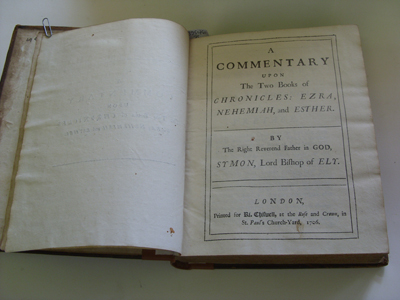 A
COMMENTARY
UPON
The Two Books of
CHRONICLES: EZRA,
NEHEMIAH, and ESTHER.
BY
The Right Reverend Father in GOD,
SYMON, Lord Bishop of ELY.
LONDON,
Printed for Ri. Chiswell, at the Rose and Crown, in
St. Paul's Church-Yard, 1706.